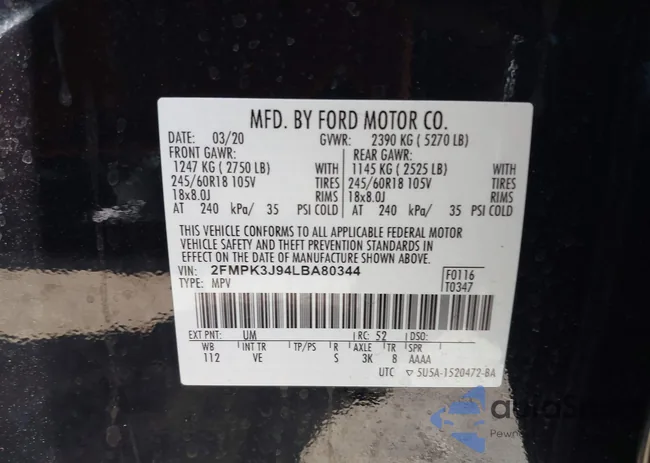 MFD. BY FORD MOTOR CO.
DATE: 03/20 GVWR: 2390 KG ( 5270 LB)
FRONT GAWR: REAR GAWR:
1247 KG ( 2750 LB) WITH 1145 KG ( 2525 LB) WITH
245/60R18 105V TIRES 245/60R18 105V TIRES
18x8.0J RIMS 18x8.0J RIMS
AT 240 kPa/ 35 PSI COLD AT 240 kPa/ 35 PSI COLD
THIS VEHICLE CONFORMS TO ALL APPLICABLE FEDERAL MOTOR
VEHICLE SAFETY AND THEFT PREVENTION STANDARDS IN
EFFECT ON THE DATE OF MANUFACTURE SHOWN ABOVE.
VIN: 2FMPK3J94LBA80344 F0116
TYPE: MPV T0347
EXT PNT: UM RC: 52 DSO:
WB INT TR TP/PS R AXLE TR SPR
112 VE S 3K 8 AAAA
UTC ▽ 5U5A-1520472-BA